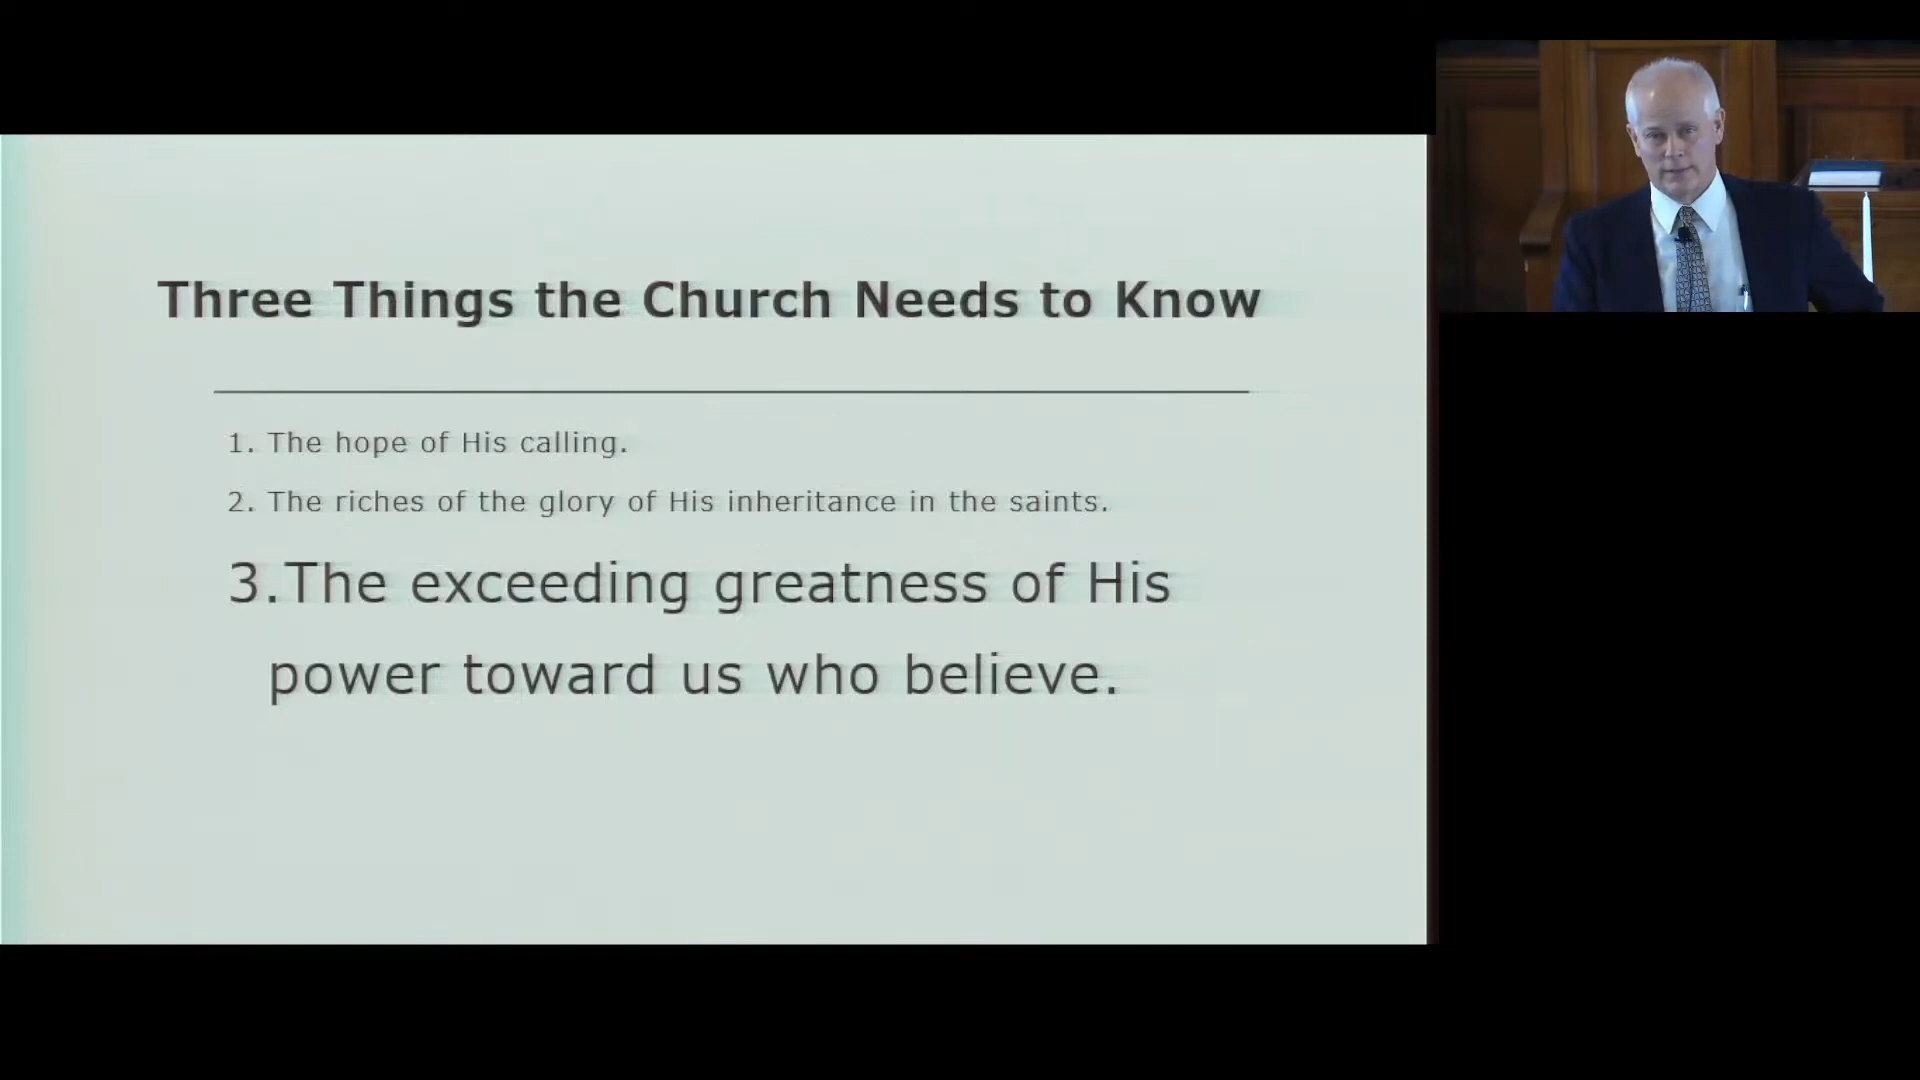 Three Things the Church Needs to Know
1. The hope of His calling.
2. The riches of the glory of His inheritance in the saints.
3.The exceeding greatness of His
power toward us who believe.